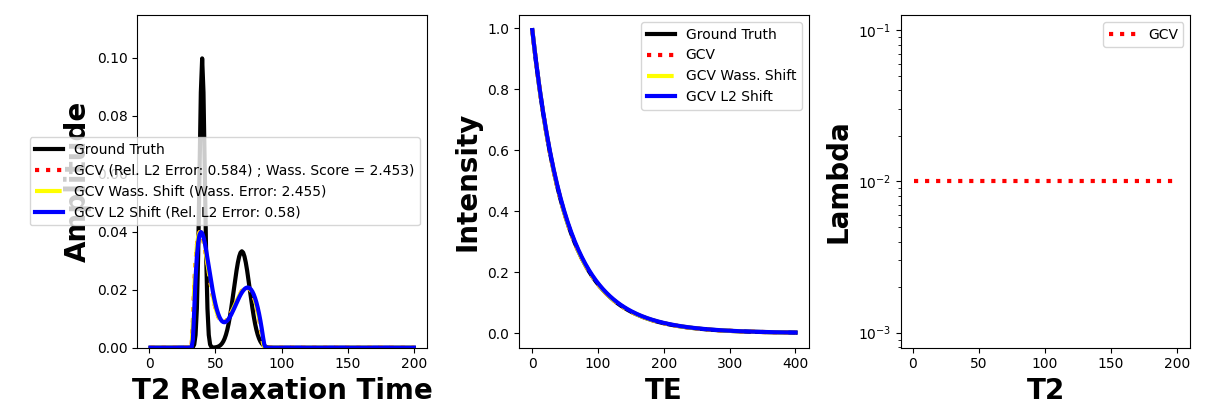 Amplitude
0.10
0.08
0.06
0.04
0.02
0.00
0
50
100
150
200
T2 Relaxation Time
Ground Truth
GCV (Rel. L2 Error: 0.584) ; Wass. Score = 2.453)
GCV Wass. Shift (Wass. Error: 2.455)
GCV L2 Shift (Rel. L2 Error: 0.58)
Intensity
1.0
0.8
0.6
0.4
0.2
0.0
0
100
200
300
400
TE
Ground Truth
GCV
GCV Wass. Shift
GCV L2 Shift
Lambda
10⁻¹
10⁻²
10⁻³
0
50
100
150
200
T2
GCV